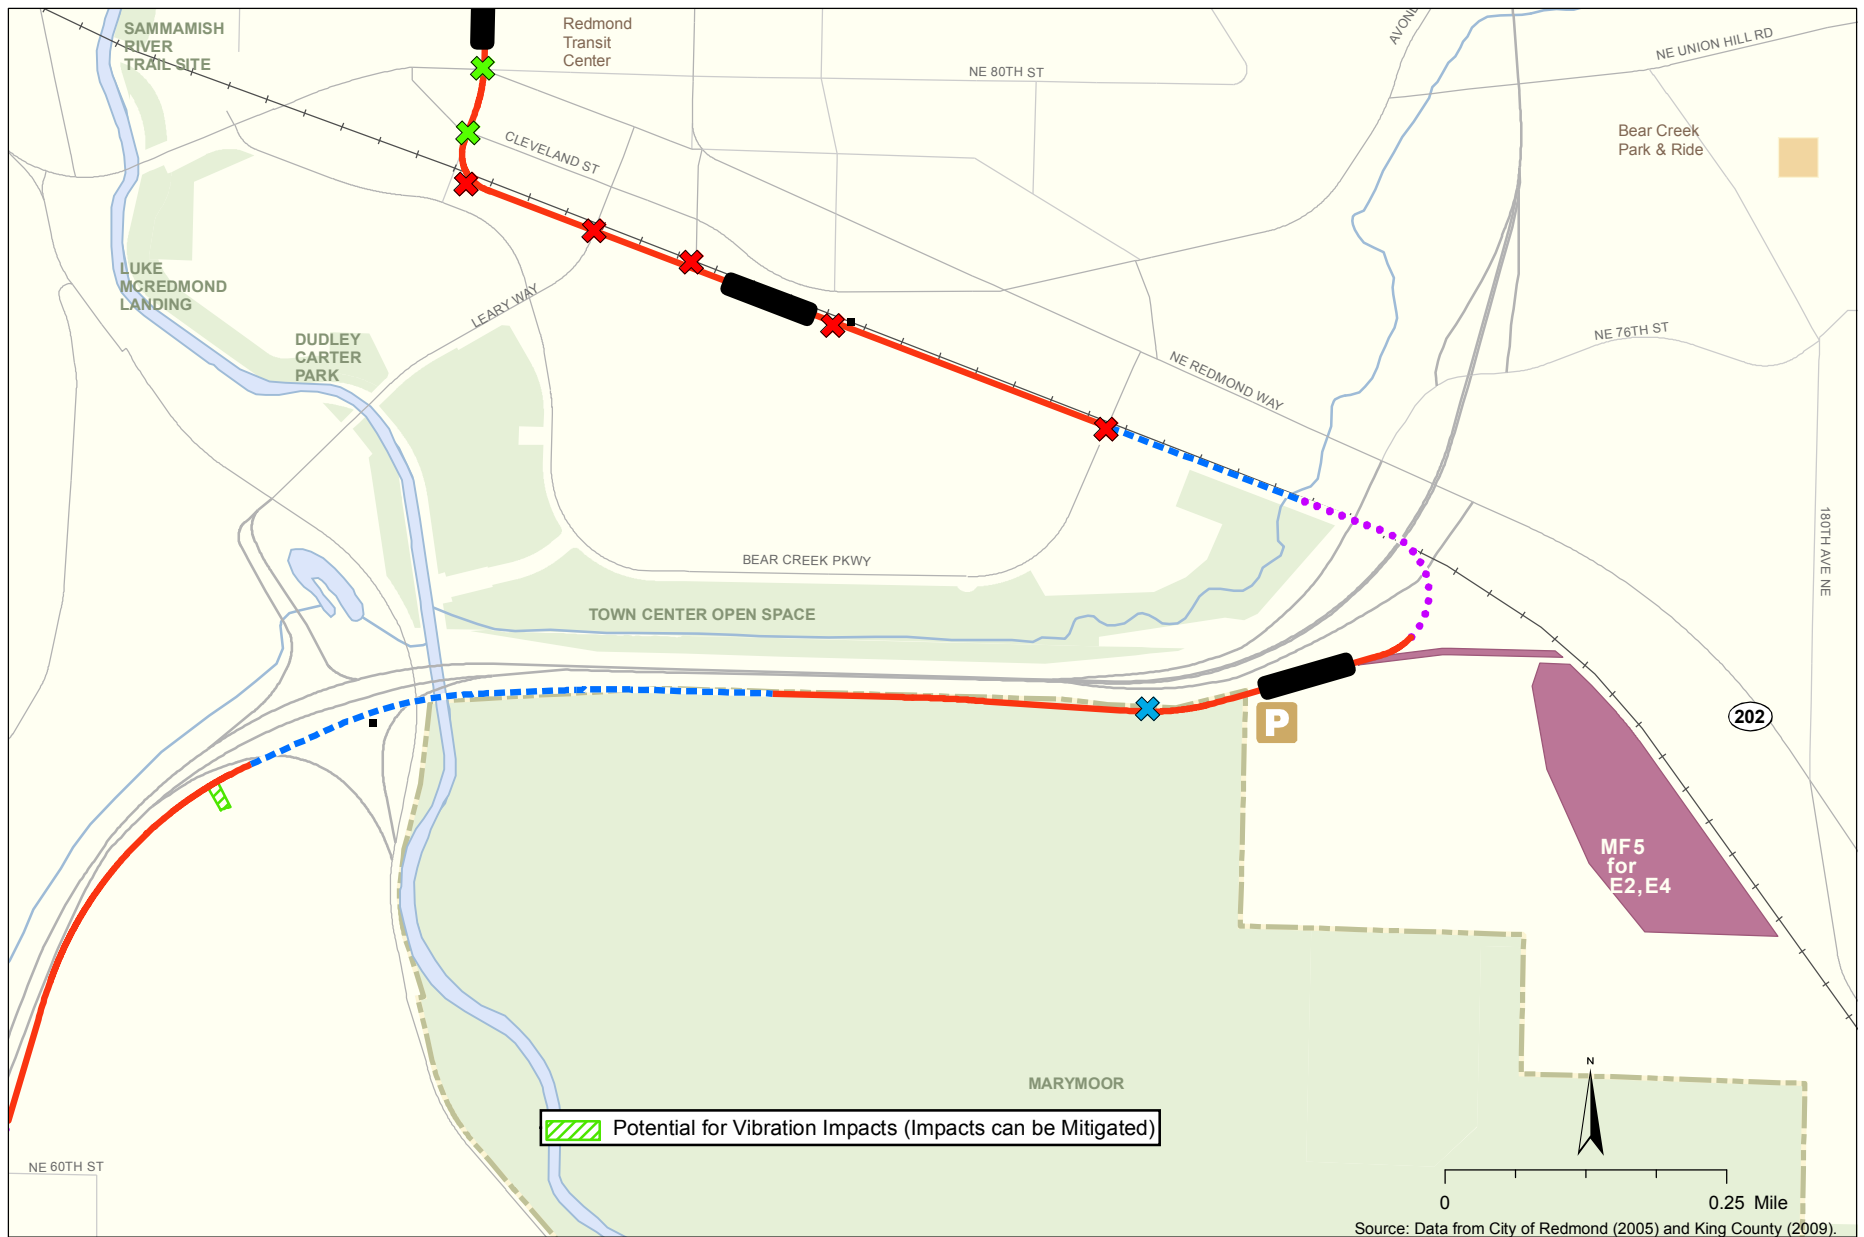 SAMMAMISH
RIVER
TRAIL SITE
Redmond
Transit
Center
NE 80TH ST
AVOND
NE UNION HILL RD
Bear Creek
Park & Ride
CLEVELAND ST
LUKE
MCREDMOND
LANDING
LEARY WAY
DUDLEY
CARTER
PARK
NE REDMOND WAY
NE 76TH ST
180TH AVE NE
BEAR CREEK PKWY
TOWN CENTER OPEN SPACE
P
202
MF5
for
E2,E4
MARYMOOR
N
Potential for Vibration Impacts (Impacts can be Mitigated)
NE 60TH ST
0 0.25 Mile
Source: Data from City of Redmond (2005) and King County (2009).